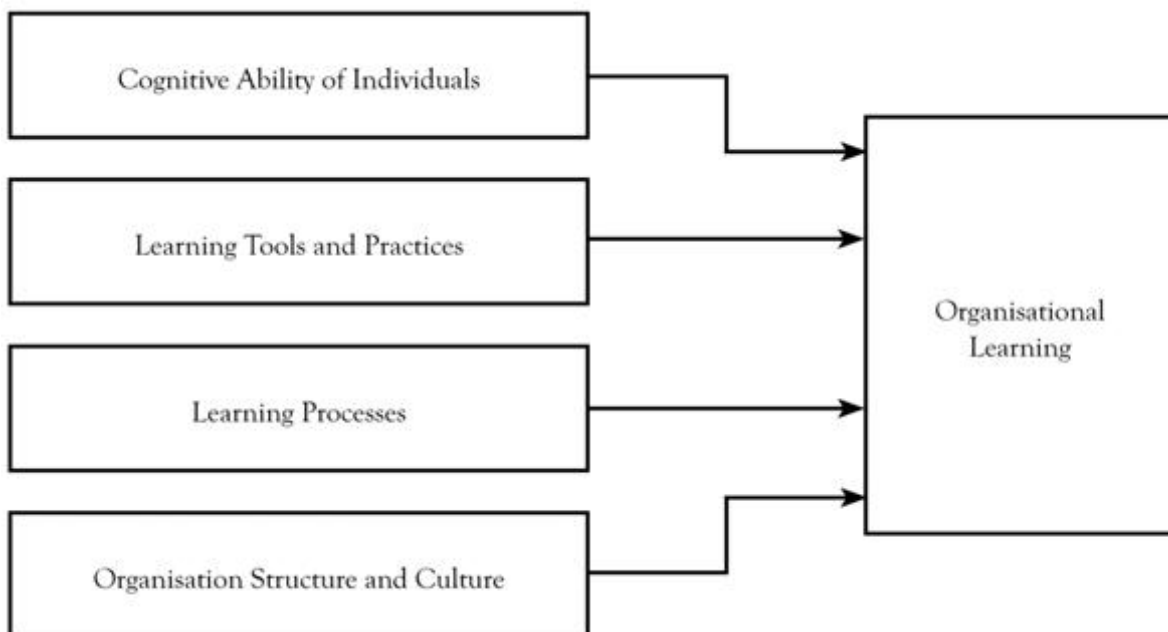 Cognitive Ability of Individuals
Learning Tools and Practices
Learning Processes
Organisation Structure and Culture
Organisational
Learning